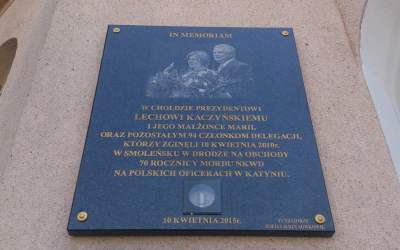 IN MEMORIAM
W HOŁDZIE PREZYDENTOWI
LECHOWI KACZYŃSKIEMU
I JEGO MAŁŻONCE MARII,
ORAZ POZOSTAŁYM 94 CZŁONKOM DELEGACJI,
KTÓRZY ZGINĘLI 10 KWIETNIA 2010r.
W SMOLEŃSKU W DRODZE NA OBCHODY
70 ROCZNICY MORDU NKWD
NA POLSKICH OFICERACH W KATYNIU.
10 KWIETNIA 2015r.